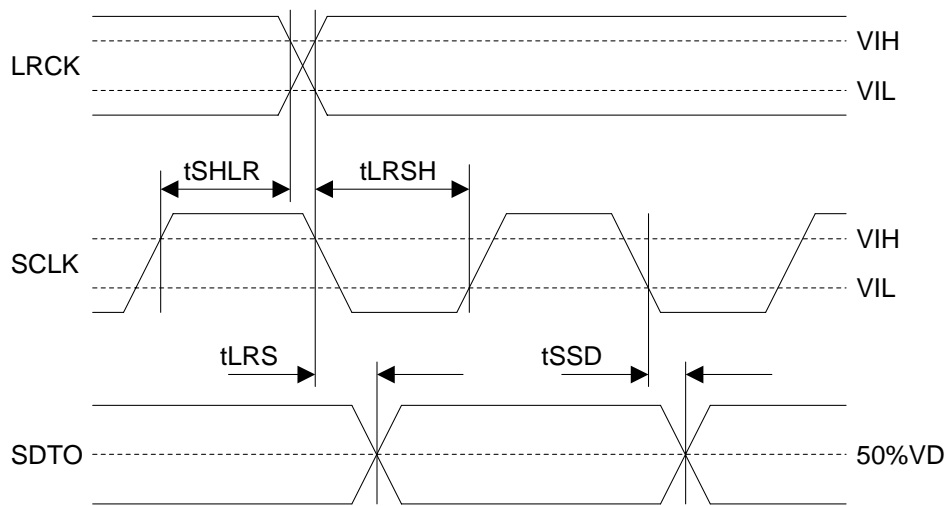 LRCK
VIH
VIL
tSHLR
tLRSH
SCLK
VIH
VIL
tLRS
tSSD
SDTO
50%VD